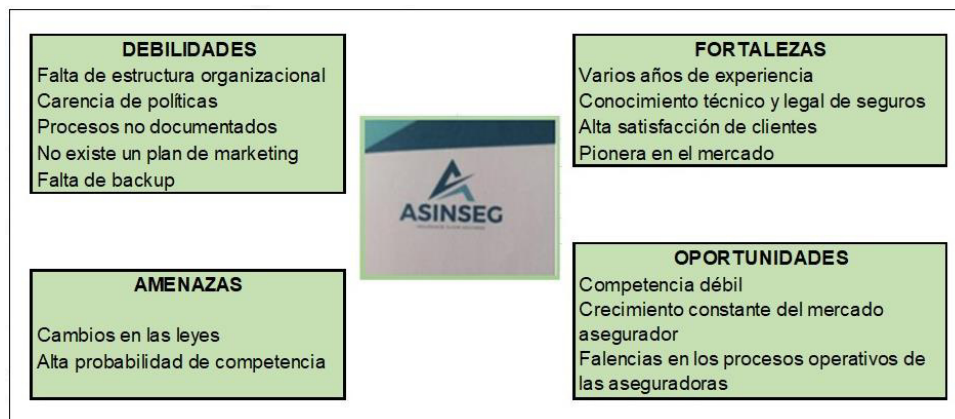 DEBILIDADES
Falta de estructura organizacional
Carencia de políticas
Procesos no documentados
No existe un plan de marketing
Falta de backup
FORTALEZAS
Varios años de experiencia
Conocimiento técnico y legal de seguros
Alta satisfacción de clientes
Pionera en el mercado
ASINSEG
AMENAZAS
Cambios en las leyes
Alta probabilidad de competencia
OPORTUNIDADES
Competencia débil
Crecimiento constante del mercado
asegurador
Falencias en los procesos operativos de
las aseguradoras